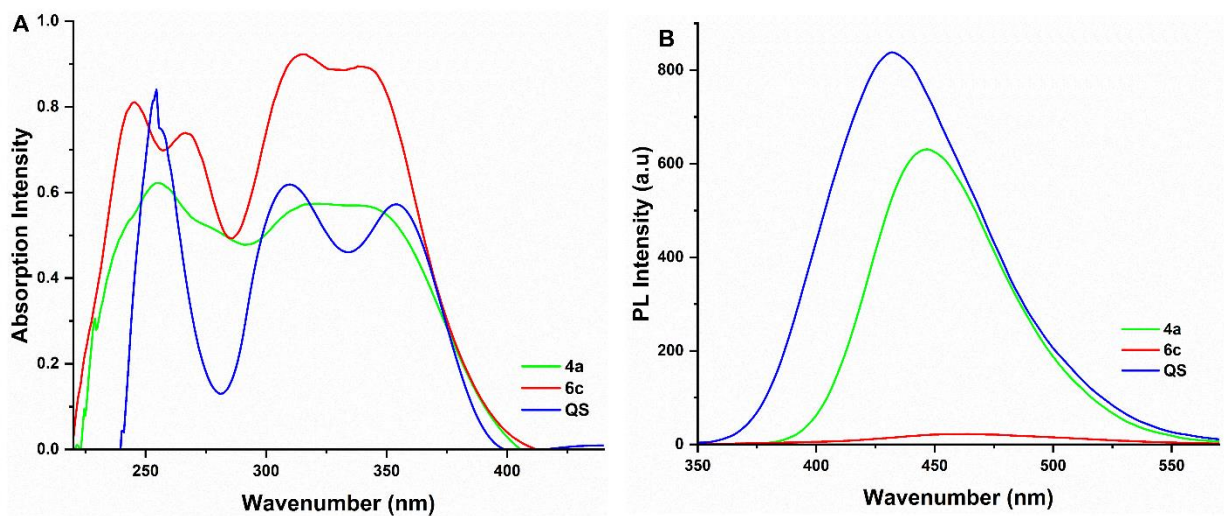 A
1.0
0.8
0.6
0.4
0.2
0.0
Absorption Intensity
250
300
350
400
Wavenumber (nm)
4a
6c
QS
B
800
600
400
200
0
PL Intensity (a.u)
350
400
450
500
550
Wavenumber (nm)
4a
6c
QS